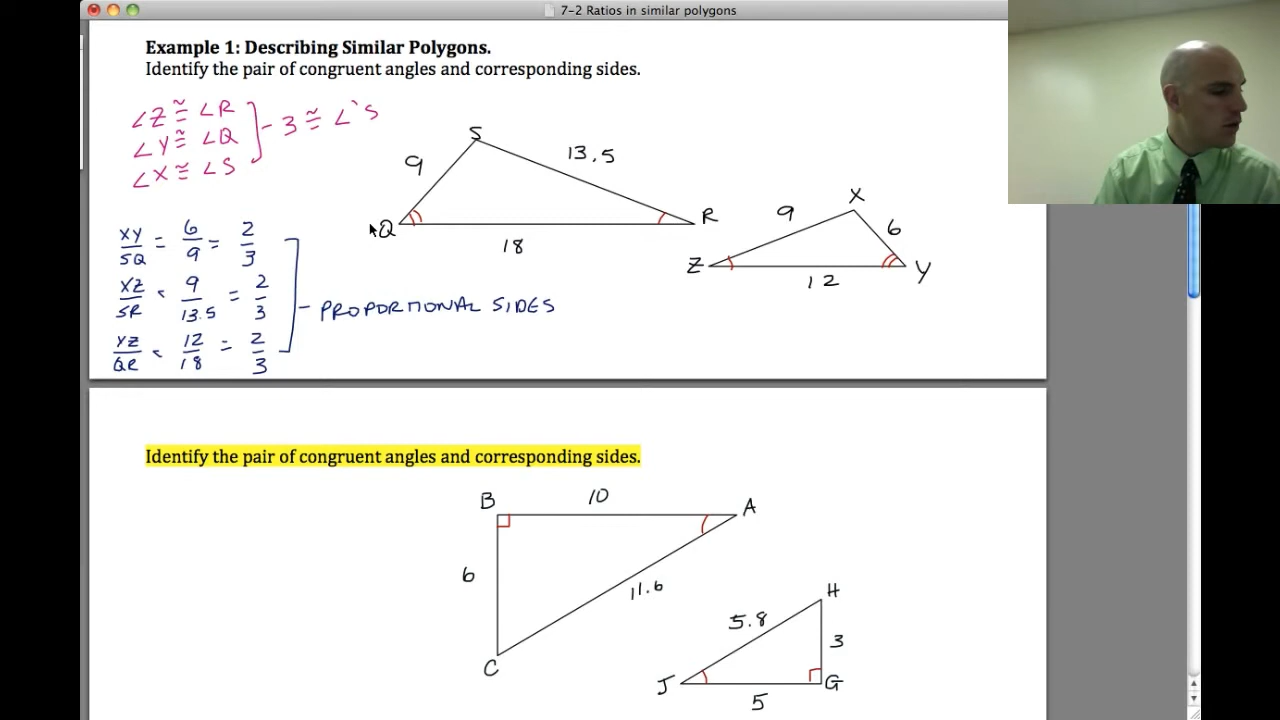 7-2 Ratios in similar polygons
Example 1: Describing Similar Polygons.
Identify the pair of congruent angles and corresponding sides.
∠Z ≅ ∠R
∠Y ≅ ∠Q
∠X ≅ ∠S
- 3 ≅ ∠'S
S
9
13.5
Q
R
18
X
9
6
Z
Y
12
XY/SQ = 6/9 = 2/3
XZ/SR = 9/13.5 = 2/3
YZ/QR = 12/18 = 2/3
- PROPORTIONAL SIDES
Identify the pair of congruent angles and corresponding sides.
B
10
A
6
11.6
C
H
5.8
3
J
G
5